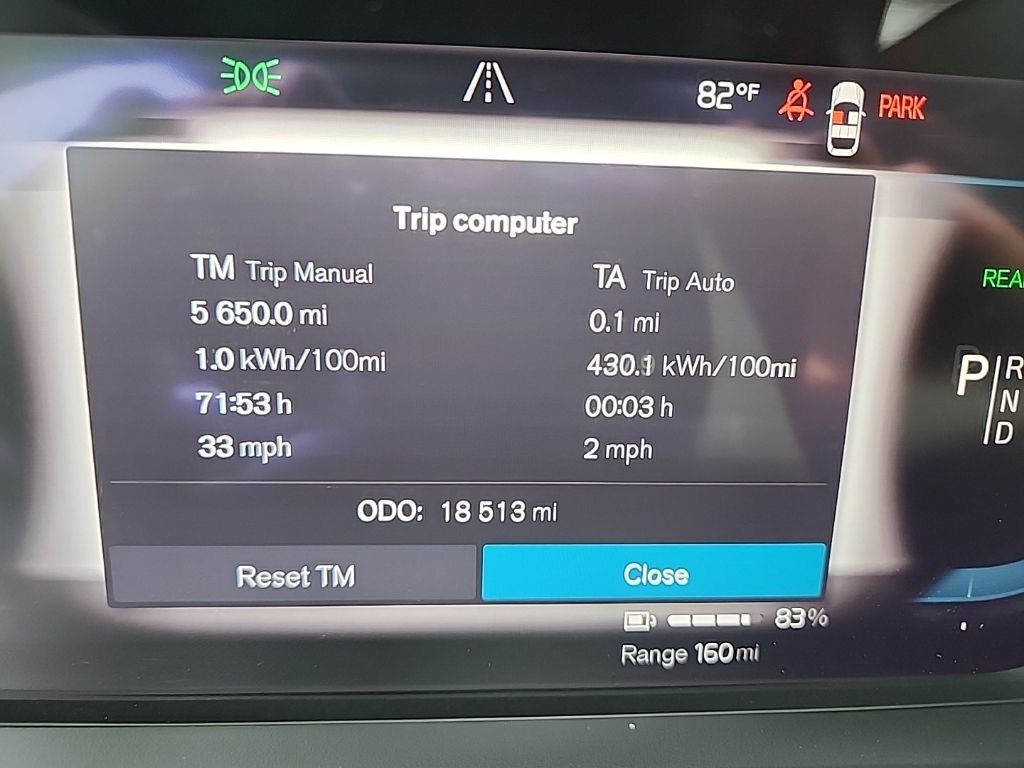 82°F PARK
Trip computer
TM Trip Manual
5 650.0 mi
1.0 kWh/100mi
71:53 h
33 mph
TA Trip Auto
0.1 mi
430.1 kWh/100mi
00:03 h
2 mph
ODO: 18 513 mi
Reset TM
Close
83%
Range 160 mi
P
R
N
D